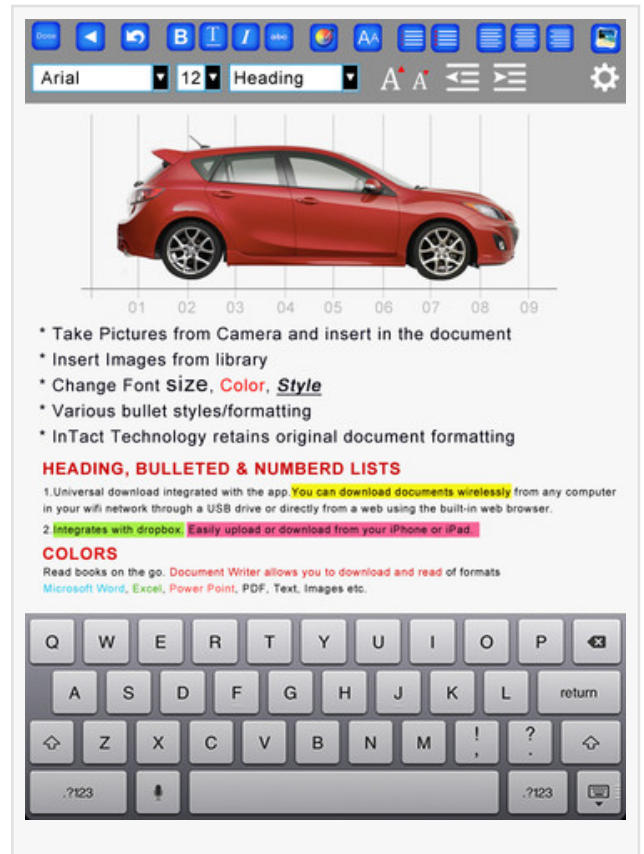 Done B T I abc AA
Arial 12 Heading A A
01 02 03 04 05 06 07 08 09
* Take Pictures from Camera and insert in the document
* Insert Images from library
* Change Font size, Color, Style
* Various bullet styles/formatting
* InTact Technology retains original document formatting
HEADING, BULLETED & NUMBERD LISTS
1.Universal download integrated with the app.You can download documents wirelessly from any computer
in your wifi network through a USB drive or directly from a web using the built-in web browser.
2.Integrates with dropbox. Easily upload or download from your iPhone or iPad.
COLORS
Read books on the go. Document Writer allows you to download and read of formats
Microsoft Word, Excel, Power Point, PDF, Text, Images etc.
Q W E R T Y U I O P
A S D F G H J K L return
Z X C V B N M ! , ? .
.?123 .?123